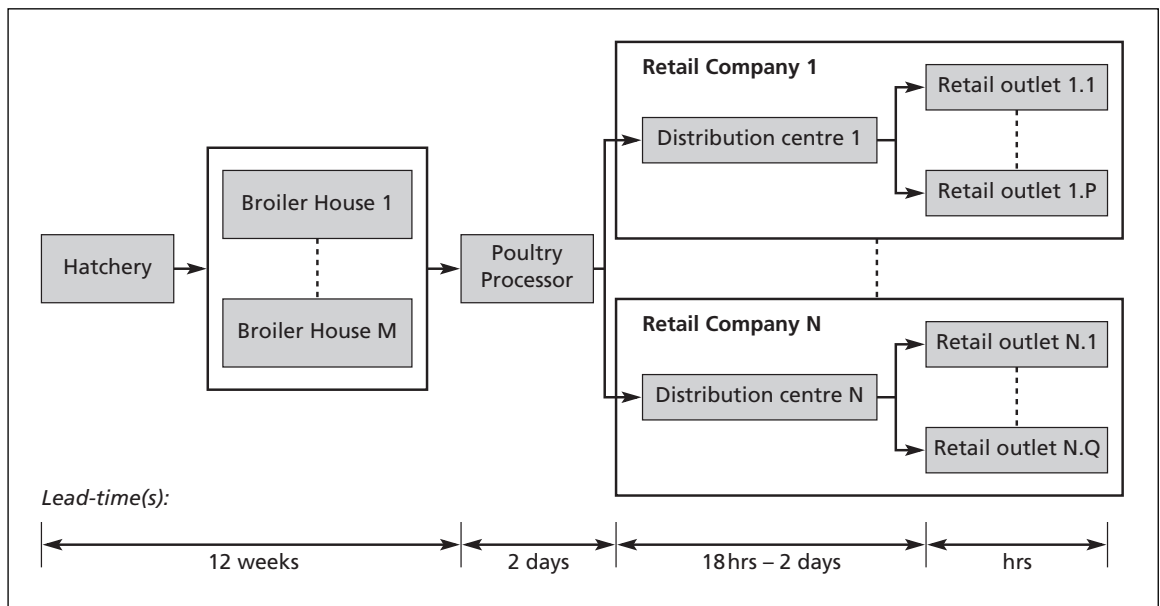 Retail Company 1
Retail outlet 1.1
Distribution centre 1
Retail outlet 1.P
Broiler House 1
Hatchery
Poultry
Processor
Broiler House M
Retail Company N
Retail outlet N.1
Distribution centre N
Retail outlet N.Q
Lead-time(s):
12 weeks
2 days
18hrs – 2 days
hrs